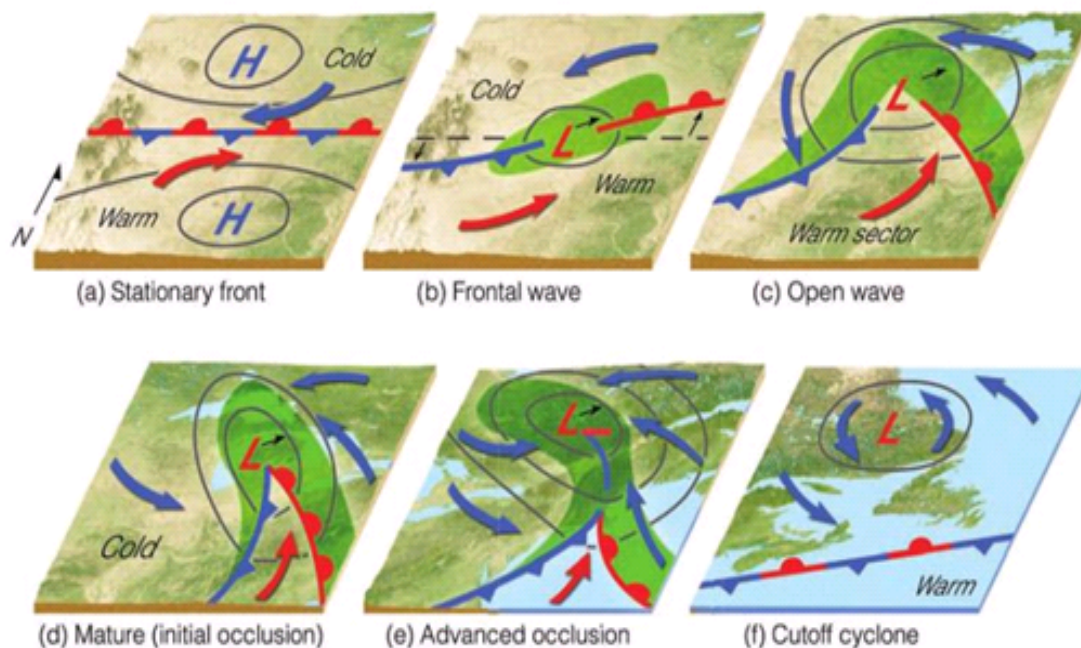 H
Cold
Warm
H
N
(a) Stationary front
Cold
L
Warm
(b) Frontal wave
L
Warm sector
(c) Open wave
L
Cold
(d) Mature (initial occlusion)
L
(e) Advanced occlusion
L
Warm
(f) Cutoff cyclone